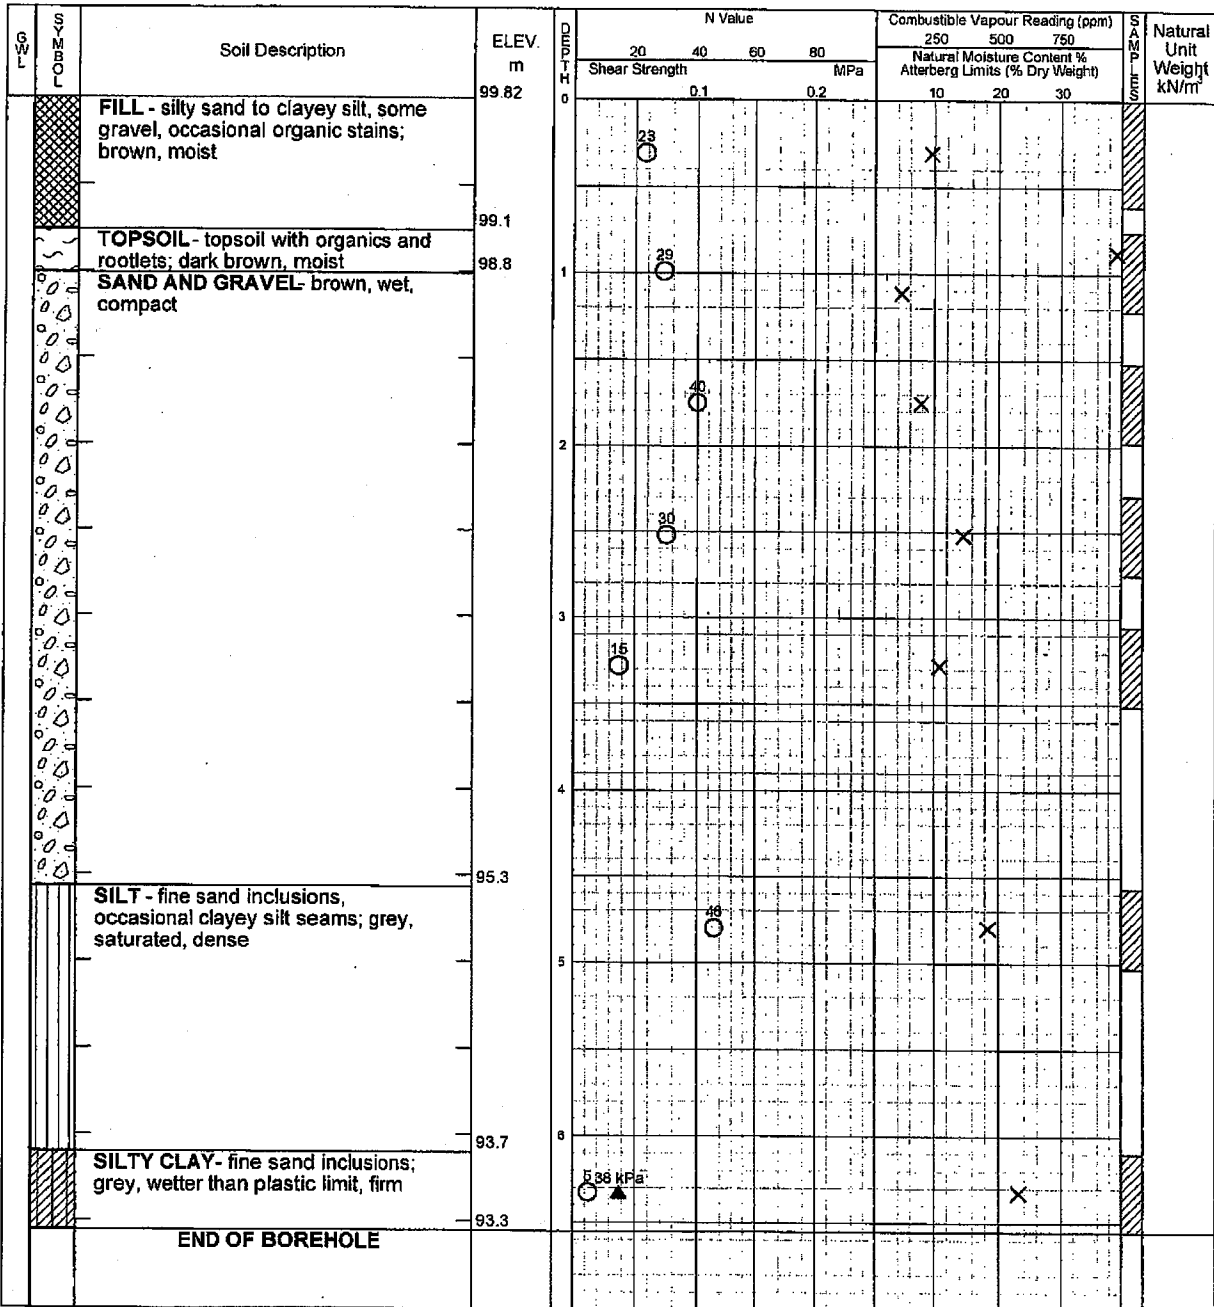 GWL
SYMBOL
Soil Description
ELEV.
m
DEPTH
N Value
20 40 60 80
Shear Strength MPa
0.1 0.2
Combustible Vapour Reading (ppm)
250 500 750
Natural Moisture Content %
Atterberg Limits (% Dry Weight)
10 20 30
SAMPLES
Natural
Unit
Weight
kN/m³
99.82
0
FILL - silty sand to clayey silt, some
gravel, occasional organic stains;
brown, moist
23
99.1
TOPSOIL - topsoil with organics and
rootlets; dark brown, moist
98.8
29
1
SAND AND GRAVEL- brown, wet,
compact
40
2
30
3
15
4
95.3
SILT - fine sand inclusions,
occasional clayey silt seams; grey,
saturated, dense
46
5
93.7
6
SILTY CLAY- fine sand inclusions;
grey, wetter than plastic limit, firm
5 38 kPa
93.3
END OF BOREHOLE